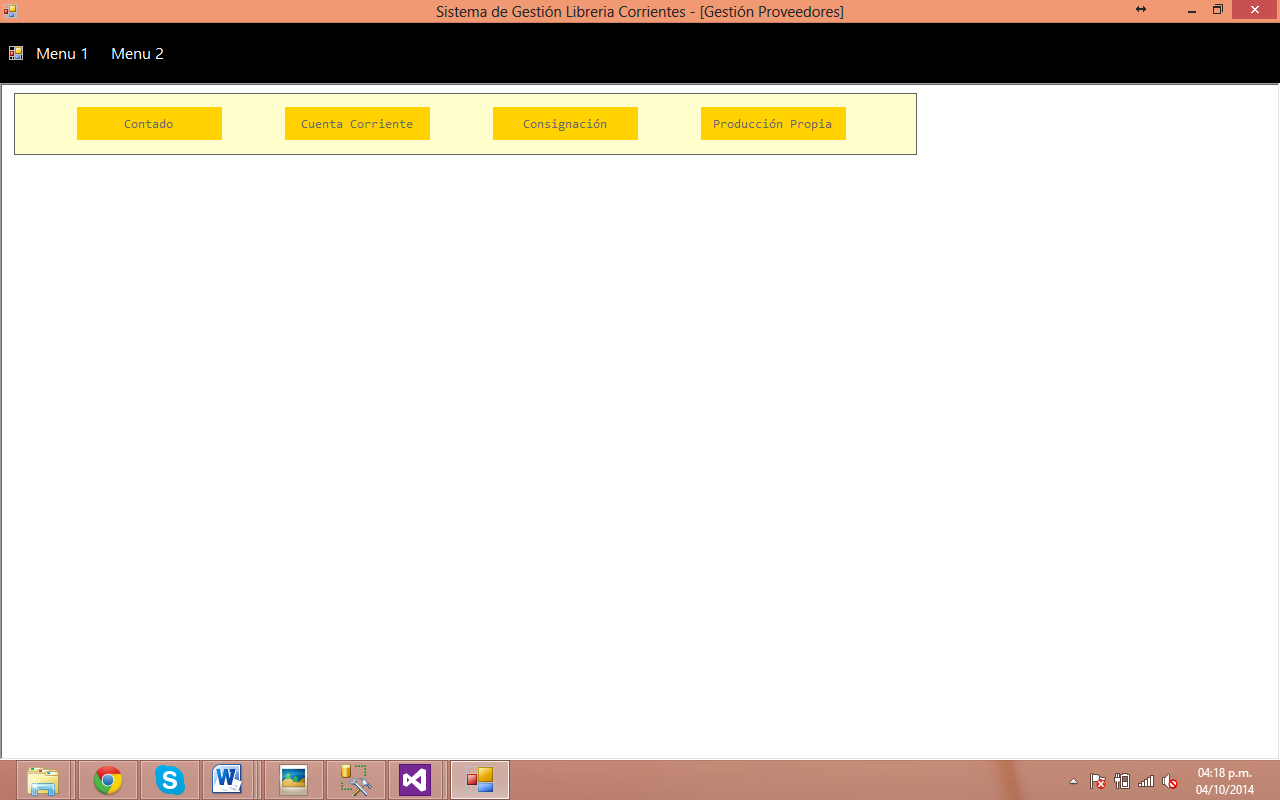 Sistema de Gestión Libreria Corrientes - [Gestión Proveedores]
Menu 1 Menu 2
Contado Cuenta Corriente Consignación Producción Propia
04:18 p.m.
04/10/2014